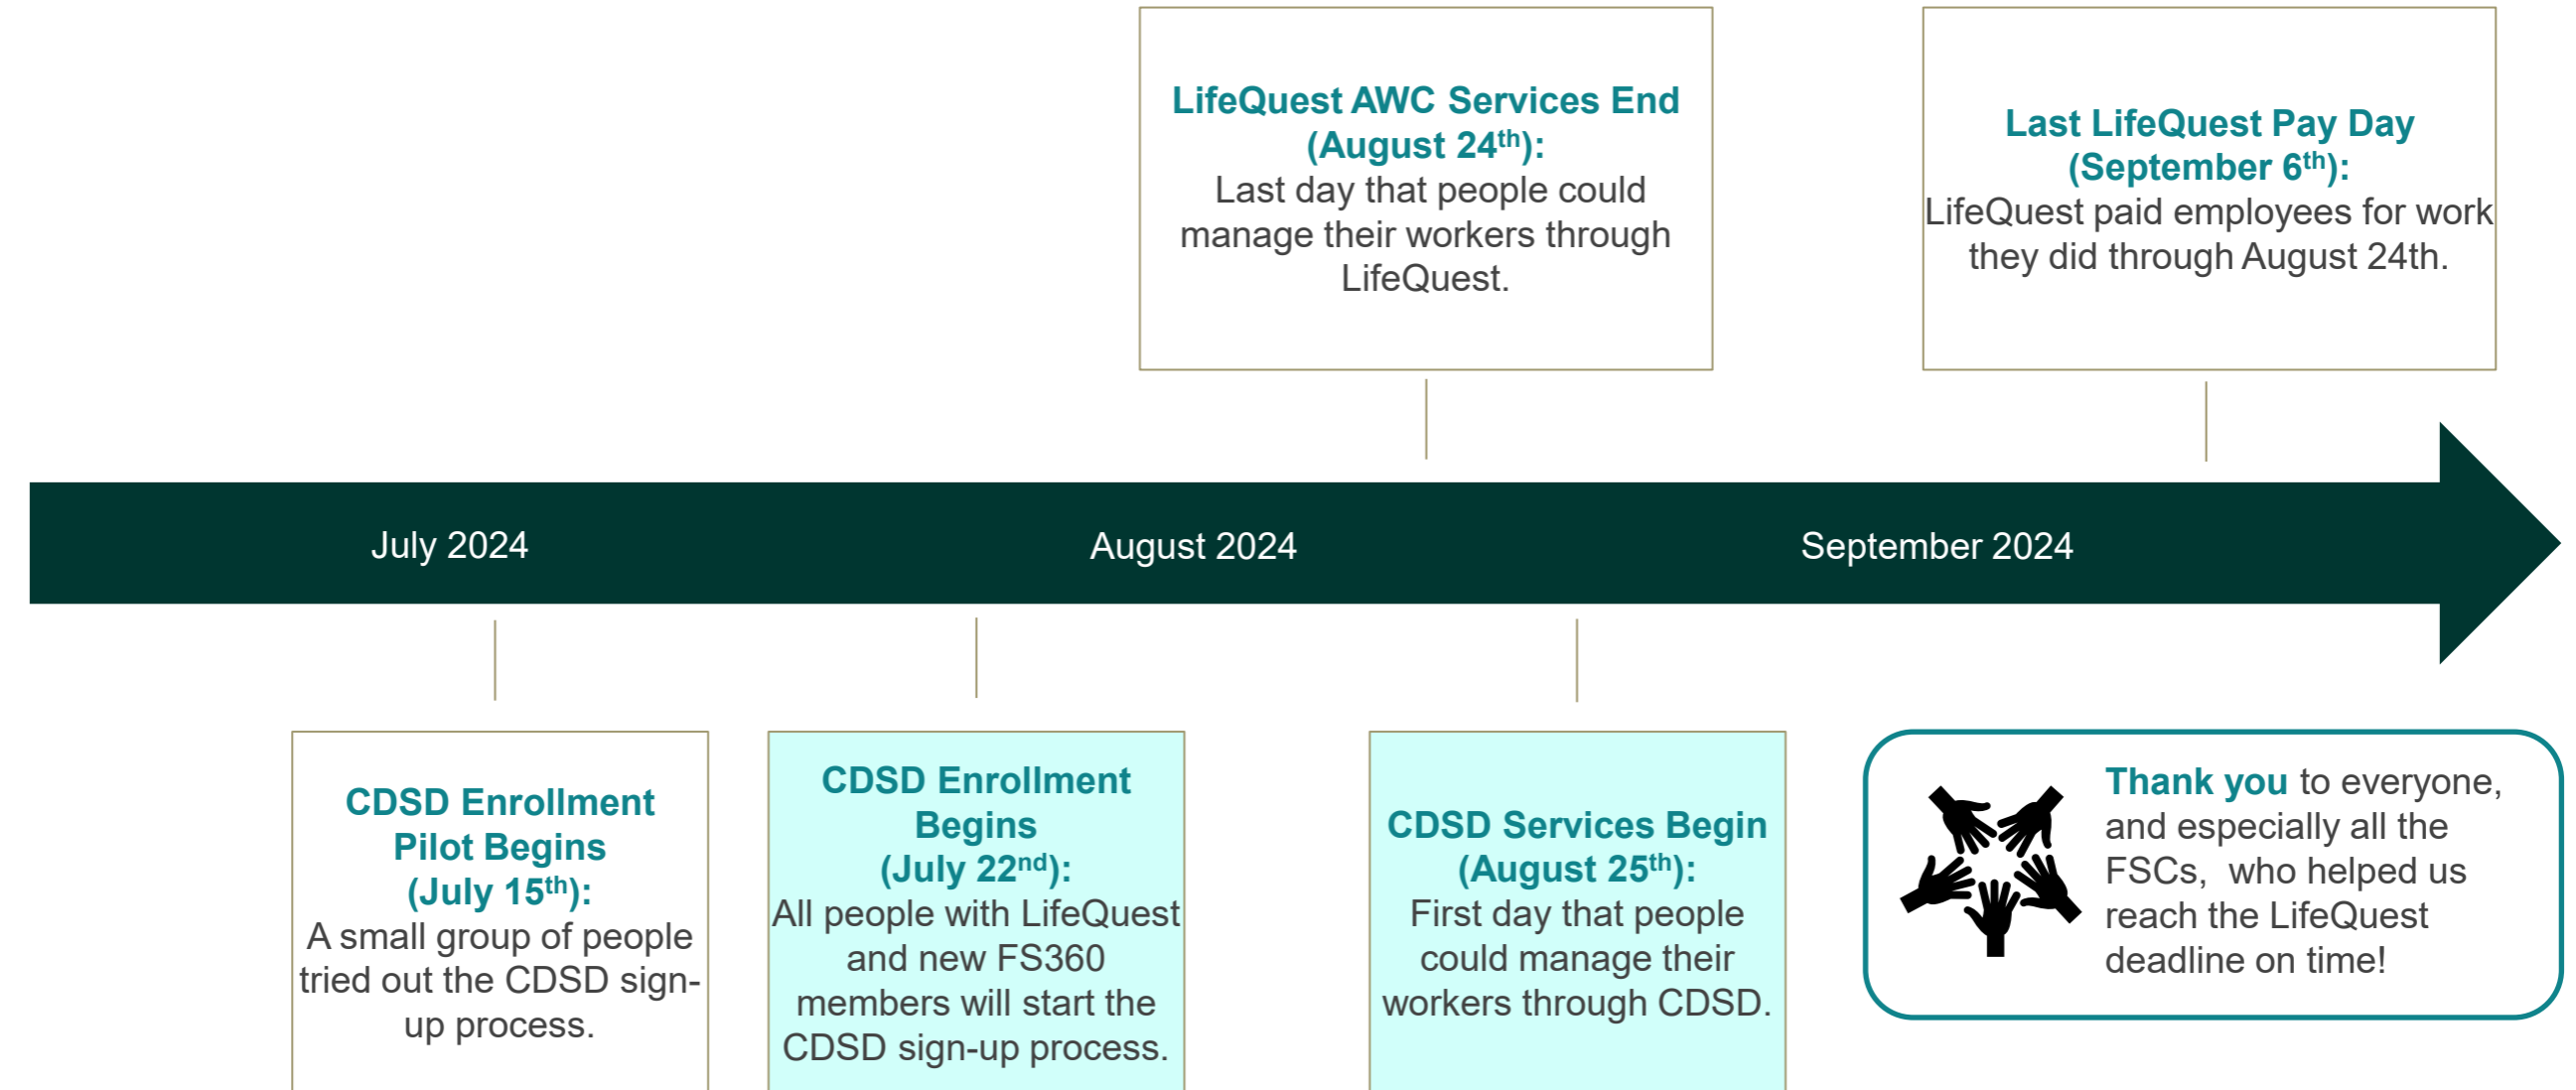 LifeQuest AWC Services End
(August 24th):
Last day that people could
manage their workers through
LifeQuest.
Last LifeQuest Pay Day
(September 6th):
LifeQuest paid employees for work
they did through August 24th.
July 2024
August 2024
September 2024
CDSD Enrollment
Pilot Begins
(July 15th):
A small group of people
tried out the CDSD sign-
up process.
CDSD Enrollment
Begins
(July 22nd):
All people with LifeQuest
and new FS360
members will start the
CDSD sign-up process.
CDSD Services Begin
(August 25th):
First day that people
could manage their
workers through CDSD.
Thank you to everyone,
and especially all the
FSCs,  who helped us
reach the LifeQuest
deadline on time!